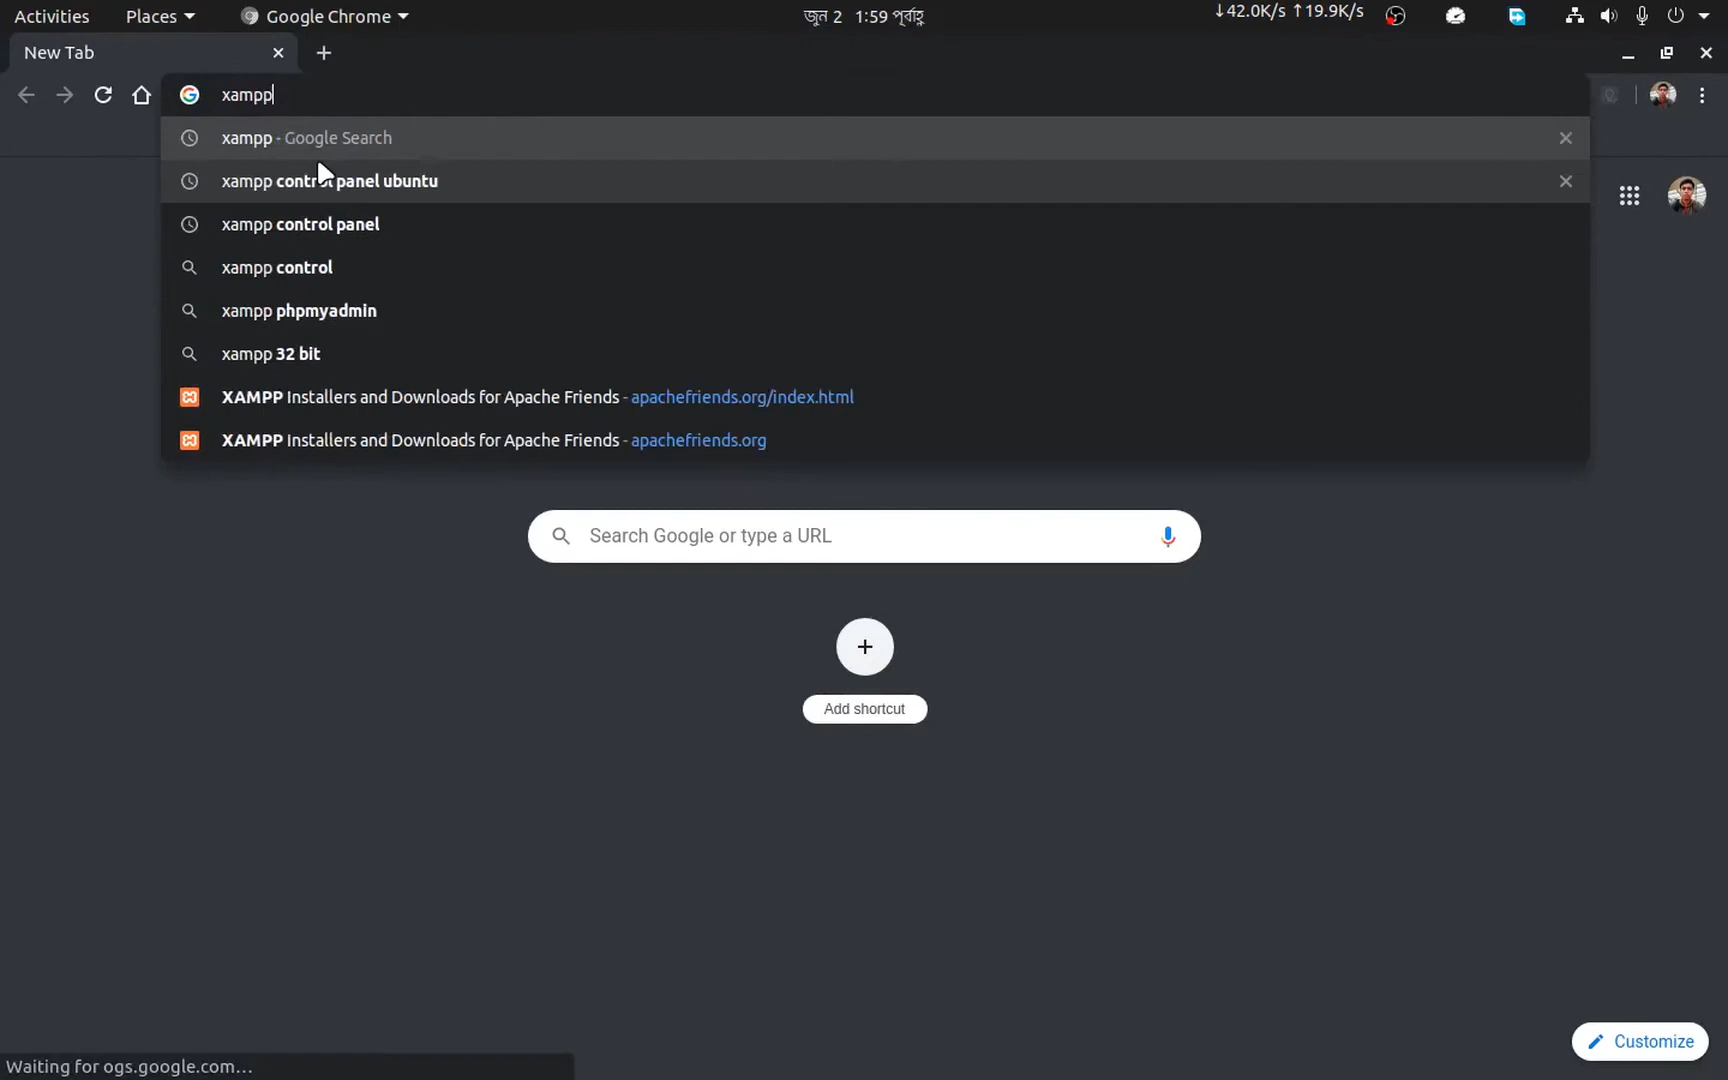 Activities Places Google Chrome জুন 2 1:59 পূর্বাহ্ণ ↓42.0K/s ↑19.9K/s
New Tab
xampp
xampp - Google Search
xampp control panel ubuntu
xampp control panel
xampp control
xampp phpmyadmin
xampp 32 bit
XAMPP Installers and Downloads for Apache Friends - apachefriends.org/index.html
XAMPP Installers and Downloads for Apache Friends - apachefriends.org
Search Google or type a URL
Add shortcut
Customize
Waiting for ogs.google.com...